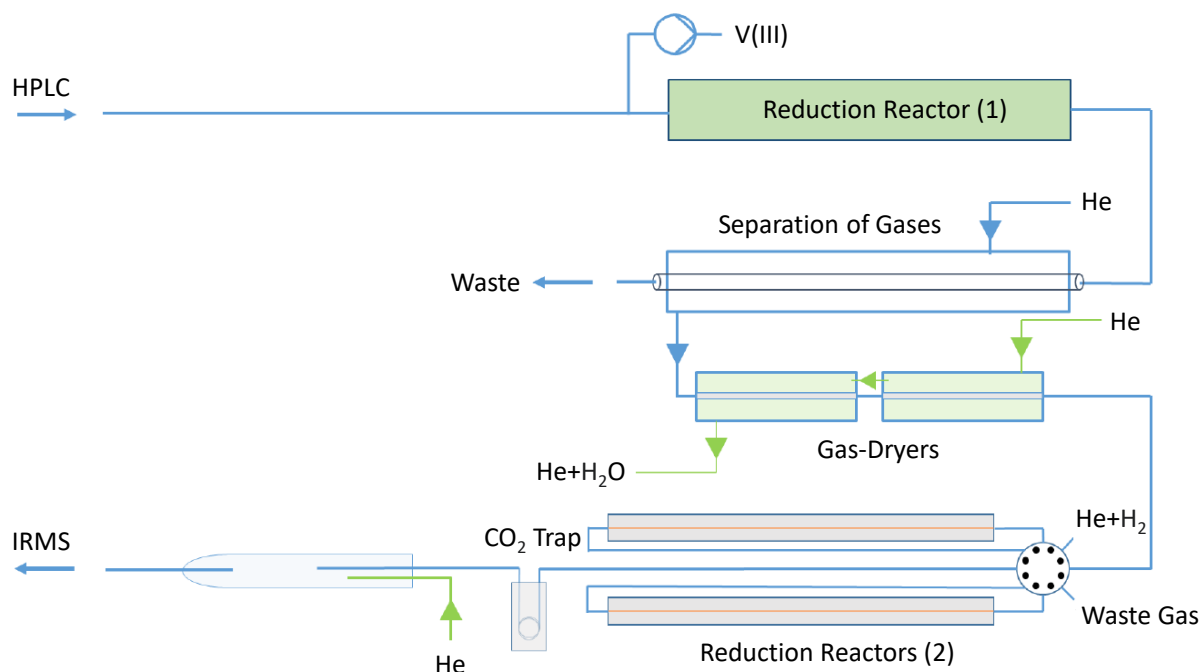 V(III)
HPLC
Reduction Reactor (1)
He
Separation of Gases
Waste
He
Gas-Dryers
He+H₂O
CO₂ Trap
He+H₂
IRMS
Waste Gas
Reduction Reactors (2)
He